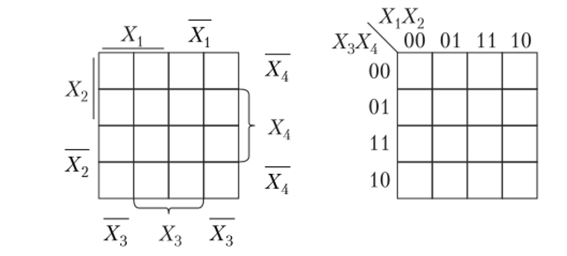 X₁ X̅₁
X₂
X̅₂
X̅₄
X₄
X̅₄
X̅₃ X₃ X̅₃
X₁X₂
X₃X₄ 00 01 11 10
00
01
11
10